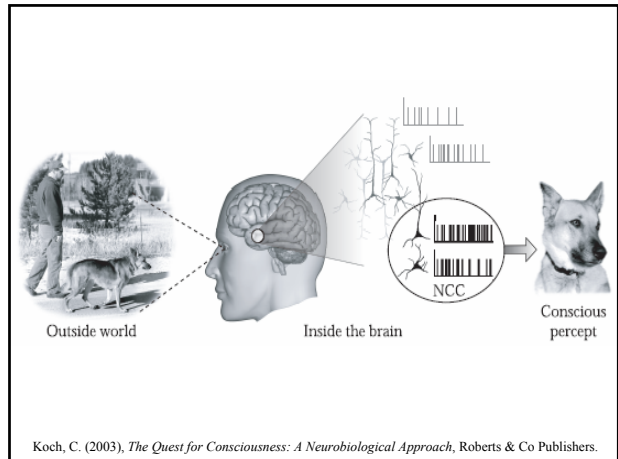 NCC
Outside world
Inside the brain
Conscious
percept
Koch, C. (2003), The Quest for Consciousness: A Neurobiological Approach, Roberts & Co Publishers.